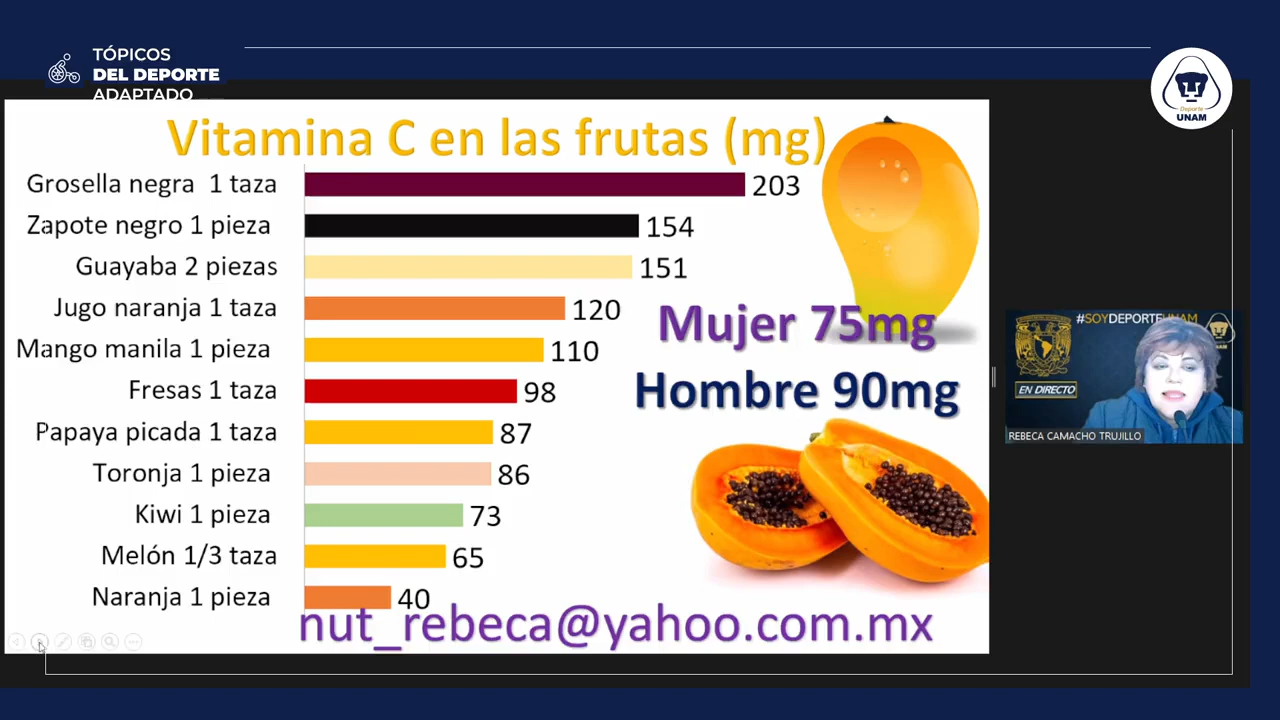 TÓPICOS
DEL DEPORTE
ADAPTADO
Deporte
UNAM
Vitamina C en las frutas (mg)
Grosella negra 1 taza 203
Zapote negro 1 pieza 154
Guayaba 2 piezas 151
Jugo naranja 1 taza 120
Mango manila 1 pieza 110
Fresas 1 taza 98
Papaya picada 1 taza 87
Toronja 1 pieza 86
Kiwi 1 pieza 73
Melón 1/3 taza 65
Naranja 1 pieza 40
Mujer 75mg
Hombre 90mg
nut_rebeca@yahoo.com.mx
#SOYDEPORTEUNAM
EN DIRECTO
REBECA CAMACHO TRUJILLO